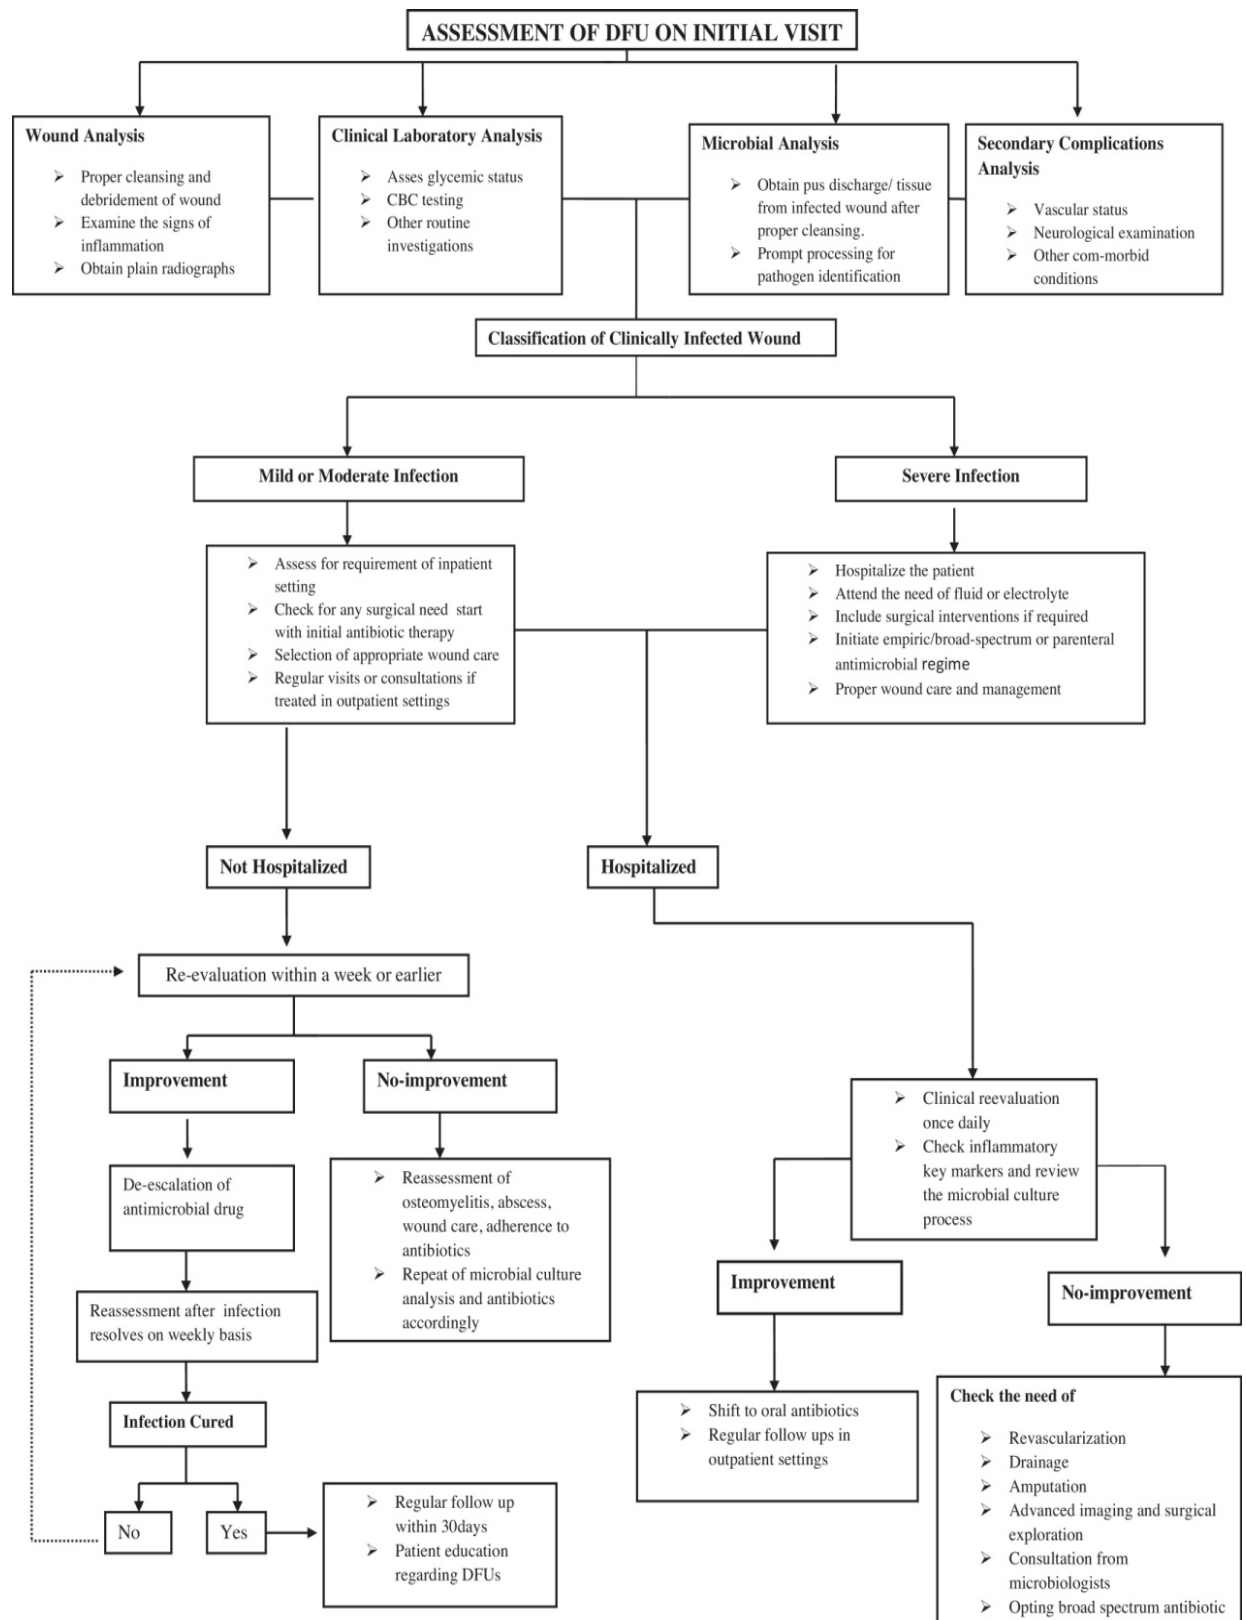 ASSESSMENT OF DFU ON INITIAL VISIT
Wound Analysis
➢ Proper cleansing and
debridement of wound
➢ Examine the signs of
inflammation
➢ Obtain plain radiographs
Clinical Laboratory Analysis
➢ Asses glycemic status
➢ CBC testing
➢ Other routine
investigations
Microbial Analysis
➢ Obtain pus discharge/ tissue
from infected wound after
proper cleansing.
➢ Prompt processing for
pathogen identification
Secondary Complications
Analysis
➢ Vascular status
➢ Neurological examination
➢ Other com-morbid
conditions
Classification of Clinically Infected Wound
Mild or Moderate Infection
Severe Infection
➢ Assess for requirement of inpatient
setting
➢ Check for any surgical need start
with initial antibiotic therapy
➢ Selection of appropriate wound care
➢ Regular visits or consultations if
treated in outpatient settings
➢ Hospitalize the patient
➢ Attend the need of fluid or electrolyte
➢ Include surgical interventions if required
➢ Initiate empiric/broad-spectrum or parenteral
antimicrobial regime
➢ Proper wound care and management
Not Hospitalized
Hospitalized
Re-evaluation within a week or earlier
Improvement
No-improvement
De-escalation of
antimicrobial drug
➢ Reassessment of
osteomyelitis, abscess,
wound care, adherence to
antibiotics
➢ Repeat of microbial culture
analysis and antibiotics
accordingly
Reassessment after infection
resolves on weekly basis
Infection Cured
No
Yes
➢ Regular follow up
within 30days
➢ Patient education
regarding DFUs
➢ Clinical reevaluation
once daily
➢ Check inflammatory
key markers and review
the microbial culture
process
Improvement
No-improvement
➢ Shift to oral antibiotics
➢ Regular follow ups in
outpatient settings
Check the need of
➢ Revascularization
➢ Drainage
➢ Amputation
➢ Advanced imaging and surgical
exploration
➢ Consultation from
microbiologists
➢ Opting broad spectrum antibiotic